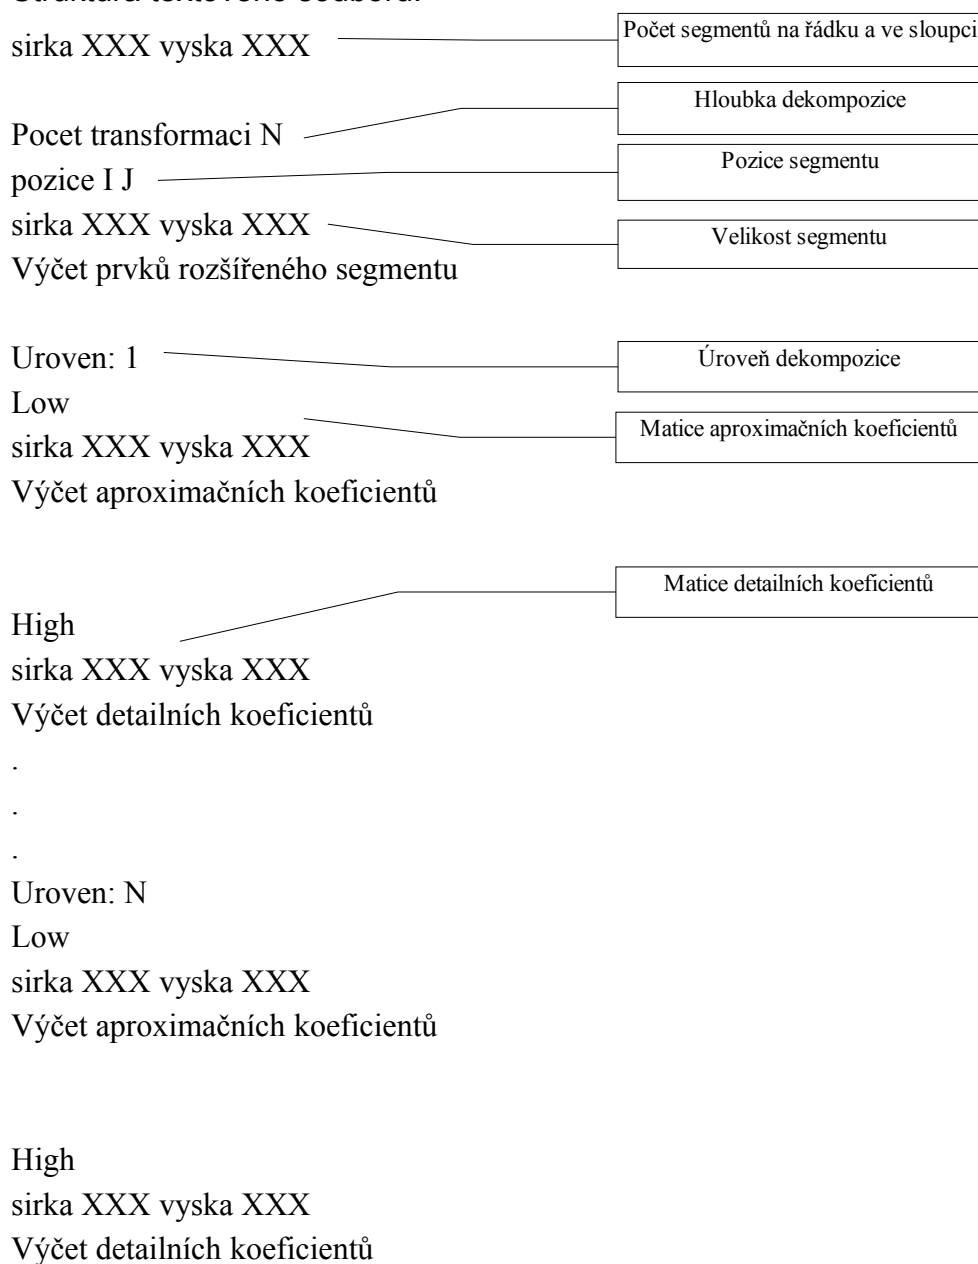 Struktura textového souboru:
sirka XXX vyska XXX
Počet segmentů na řádku a ve sloupci
Hloubka dekompozice
Pocet transformaci N
Pozice segmentu
pozice I J
sirka XXX vyska XXX
Velikost segmentu
Výčet prvků rozšířeného segmentu
Uroven: 1
Úroveň dekompozice
Low
Matice aproximačních koeficientů
sirka XXX vyska XXX
Výčet aproximačních koeficientů
Matice detailních koeficientů
High
sirka XXX vyska XXX
Výčet detailních koeficientů
.
.
.
Uroven: N
Low
sirka XXX vyska XXX
Výčet aproximačních koeficientů
High
sirka XXX vyska XXX
Výčet detailních koeficientů